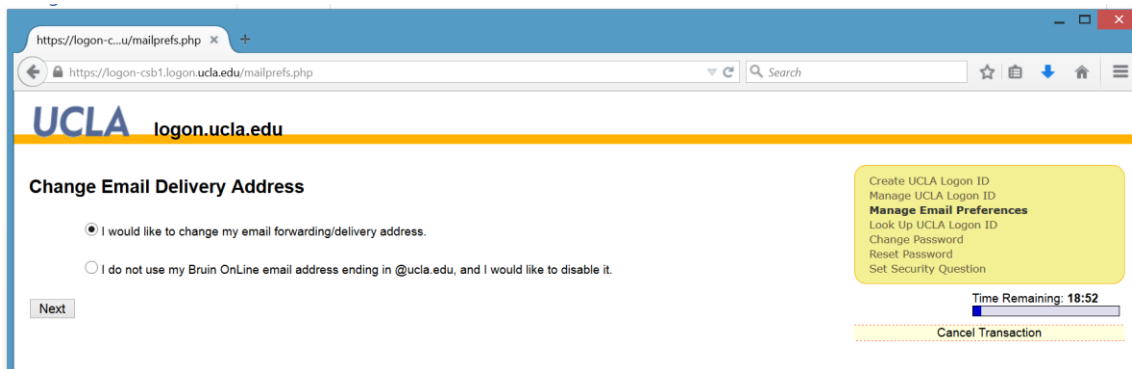 https://logon-c...u/mailprefs.php
https://logon-csb1.logon.ucla.edu/mailprefs.php
Search
UCLA logon.ucla.edu
Change Email Delivery Address
I would like to change my email forwarding/delivery address.
I do not use my Bruin OnLine email address ending in @ucla.edu, and I would like to disable it.
Next
Create UCLA Logon ID
Manage UCLA Logon ID
Manage Email Preferences
Look Up UCLA Logon ID
Change Password
Reset Password
Set Security Question
Time Remaining: 18:52
Cancel Transaction